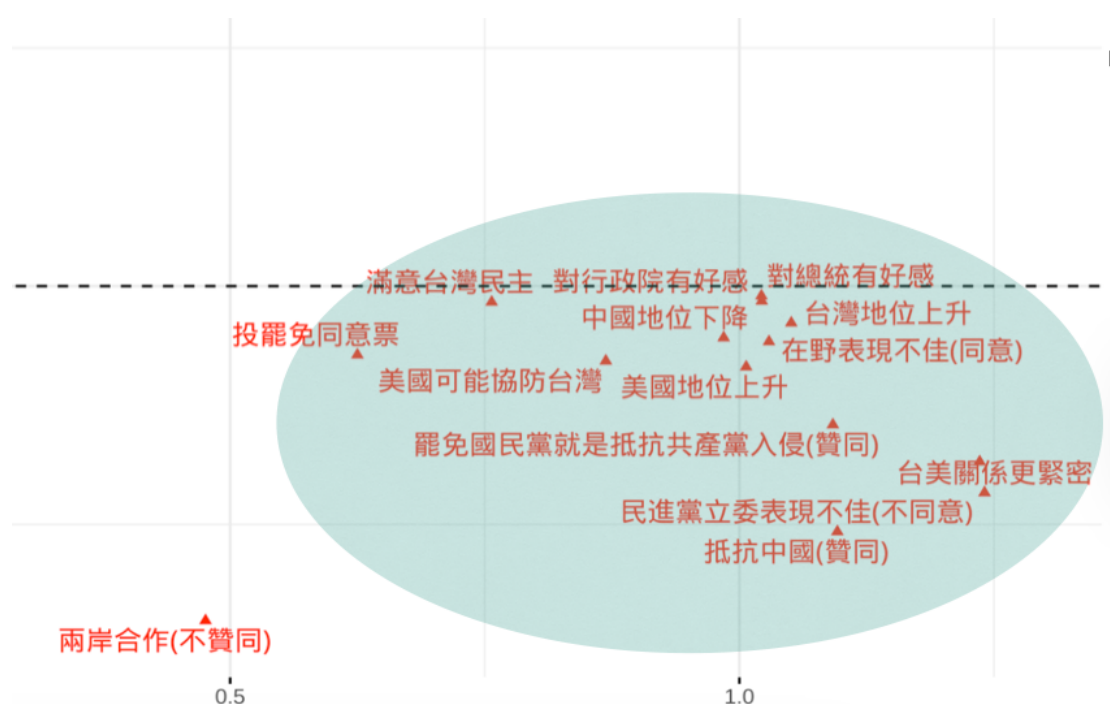 滿意台灣民主
對行政院有好感
對總統有好感
中國地位下降
台灣地位上升
投罷免同意票
在野表現不佳(同意)
美國可能協防台灣
美國地位上升
罷免國民黨就是抵抗共產黨入侵(贊同)
台美關係更緊密
民進黨立委表現不佳(不同意)
抵抗中國(贊同)
兩岸合作(不贊同)
0.5
1.0